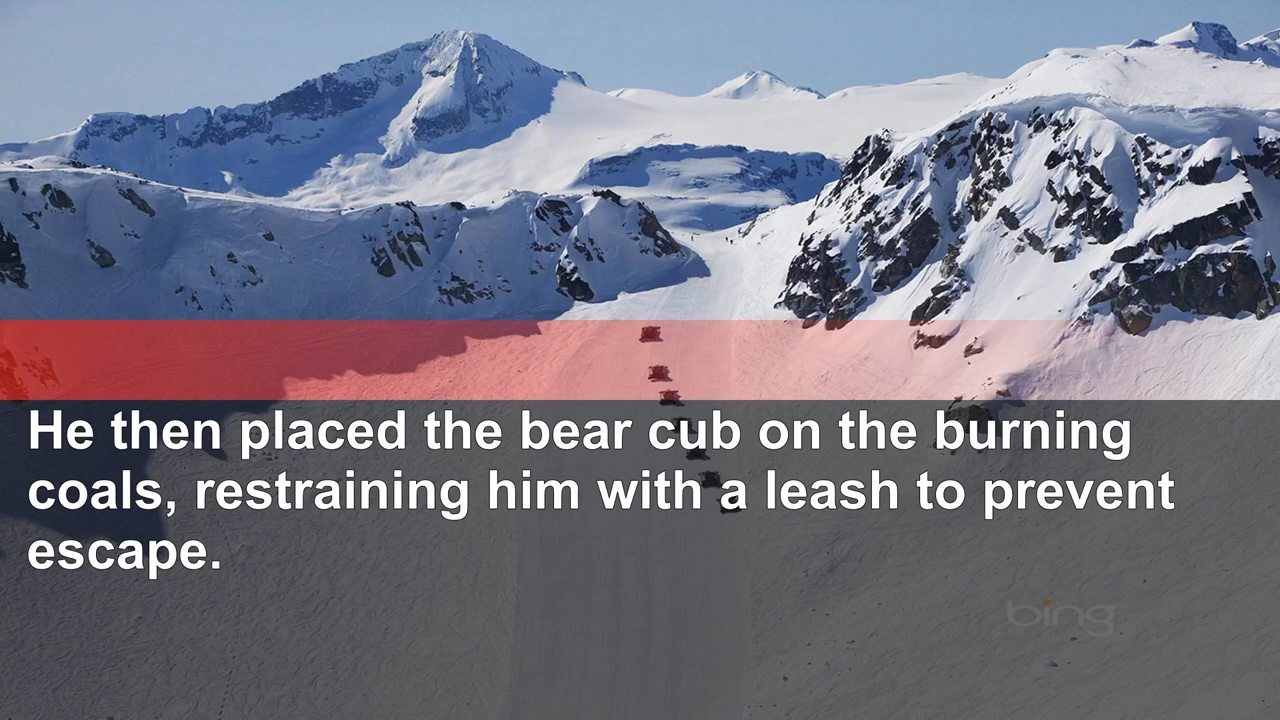 He then placed the bear cub on the burning
coals, restraining him with a leash to prevent
escape.
bing